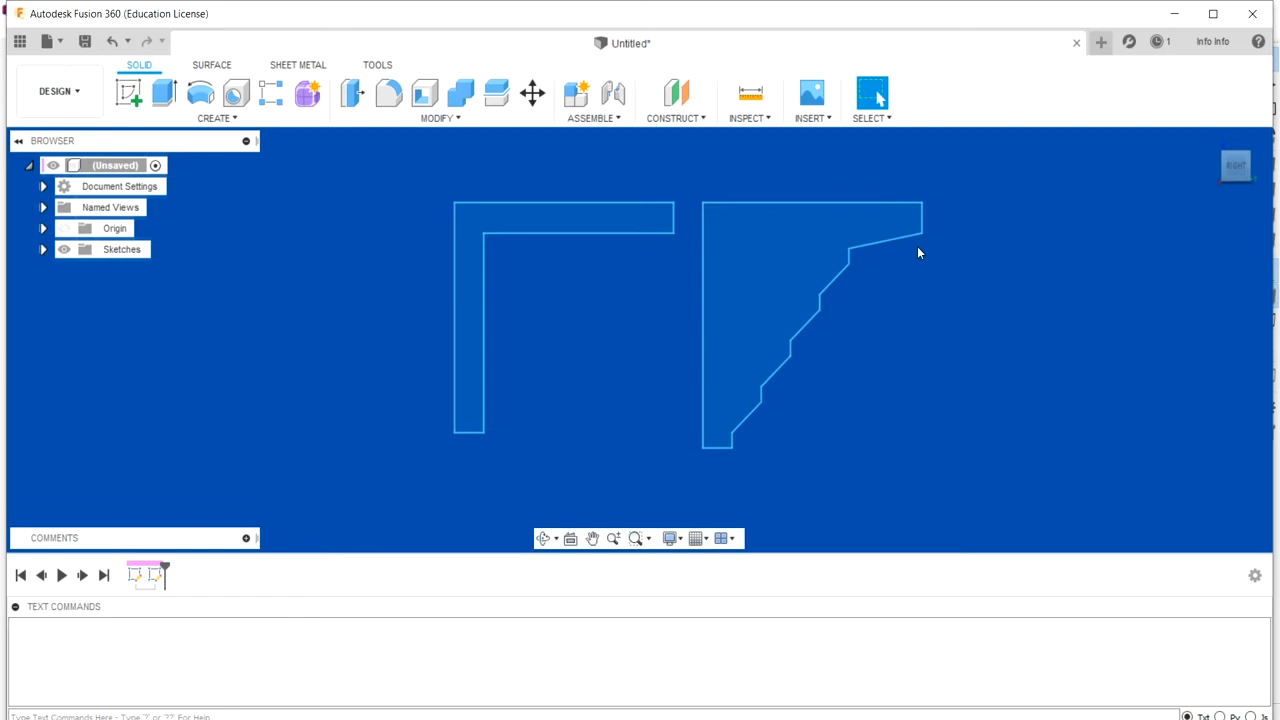 Autodesk Fusion 360 (Education License)
Untitled*
1
Info Info
DESIGN
SOLID
SURFACE
SHEET METAL
TOOLS
CREATE
MODIFY
ASSEMBLE
CONSTRUCT
INSPECT
INSERT
SELECT
BROWSER
(Unsaved)
Document Settings
Named Views
Origin
Sketches
RIGHT
COMMENTS
TEXT COMMANDS
Type Text Commands Here - Type '?' or '??' For Help
Txt Py Js